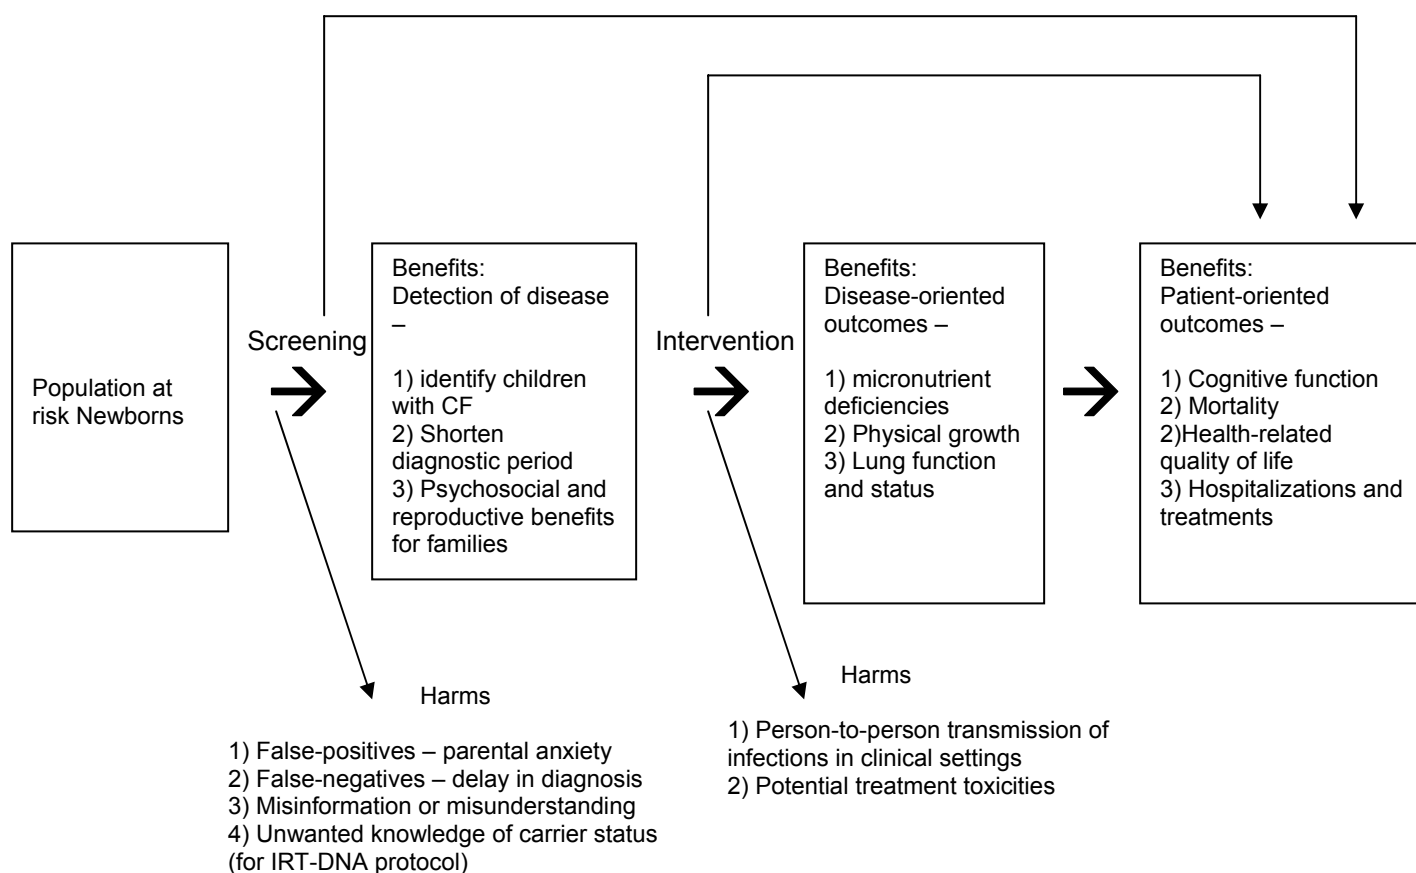 Population at
risk Newborns
Screening
Benefits:
Detection of disease
–
1) identify children
with CF
2) Shorten
diagnostic period
3) Psychosocial and
reproductive benefits
for families
Intervention
Benefits:
Disease-oriented
outcomes –
1) micronutrient
deficiencies
2) Physical growth
3) Lung function
and status
Benefits:
Patient-oriented
outcomes –
1) Cognitive function
2) Mortality
2)Health-related
quality of life
3) Hospitalizations and
treatments
Harms
1) False-positives – parental anxiety
2) False-negatives – delay in diagnosis
3) Misinformation or misunderstanding
4) Unwanted knowledge of carrier status
(for IRT-DNA protocol)
Harms
1) Person-to-person transmission of
infections in clinical settings
2) Potential treatment toxicities